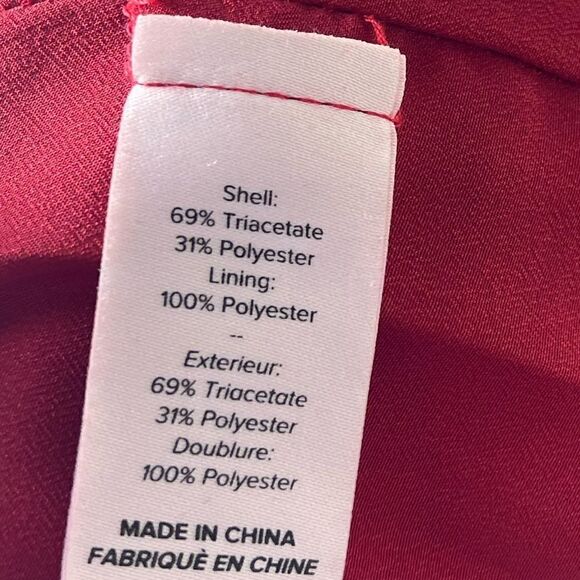 Shell:
69% Triacetate
31% Polyester
Lining:
100% Polyester
--
Exterieur:
69% Triacetate
31% Polyester
Doublure:
100% Polyester
MADE IN CHINA
FABRIQUÈ EN CHINE